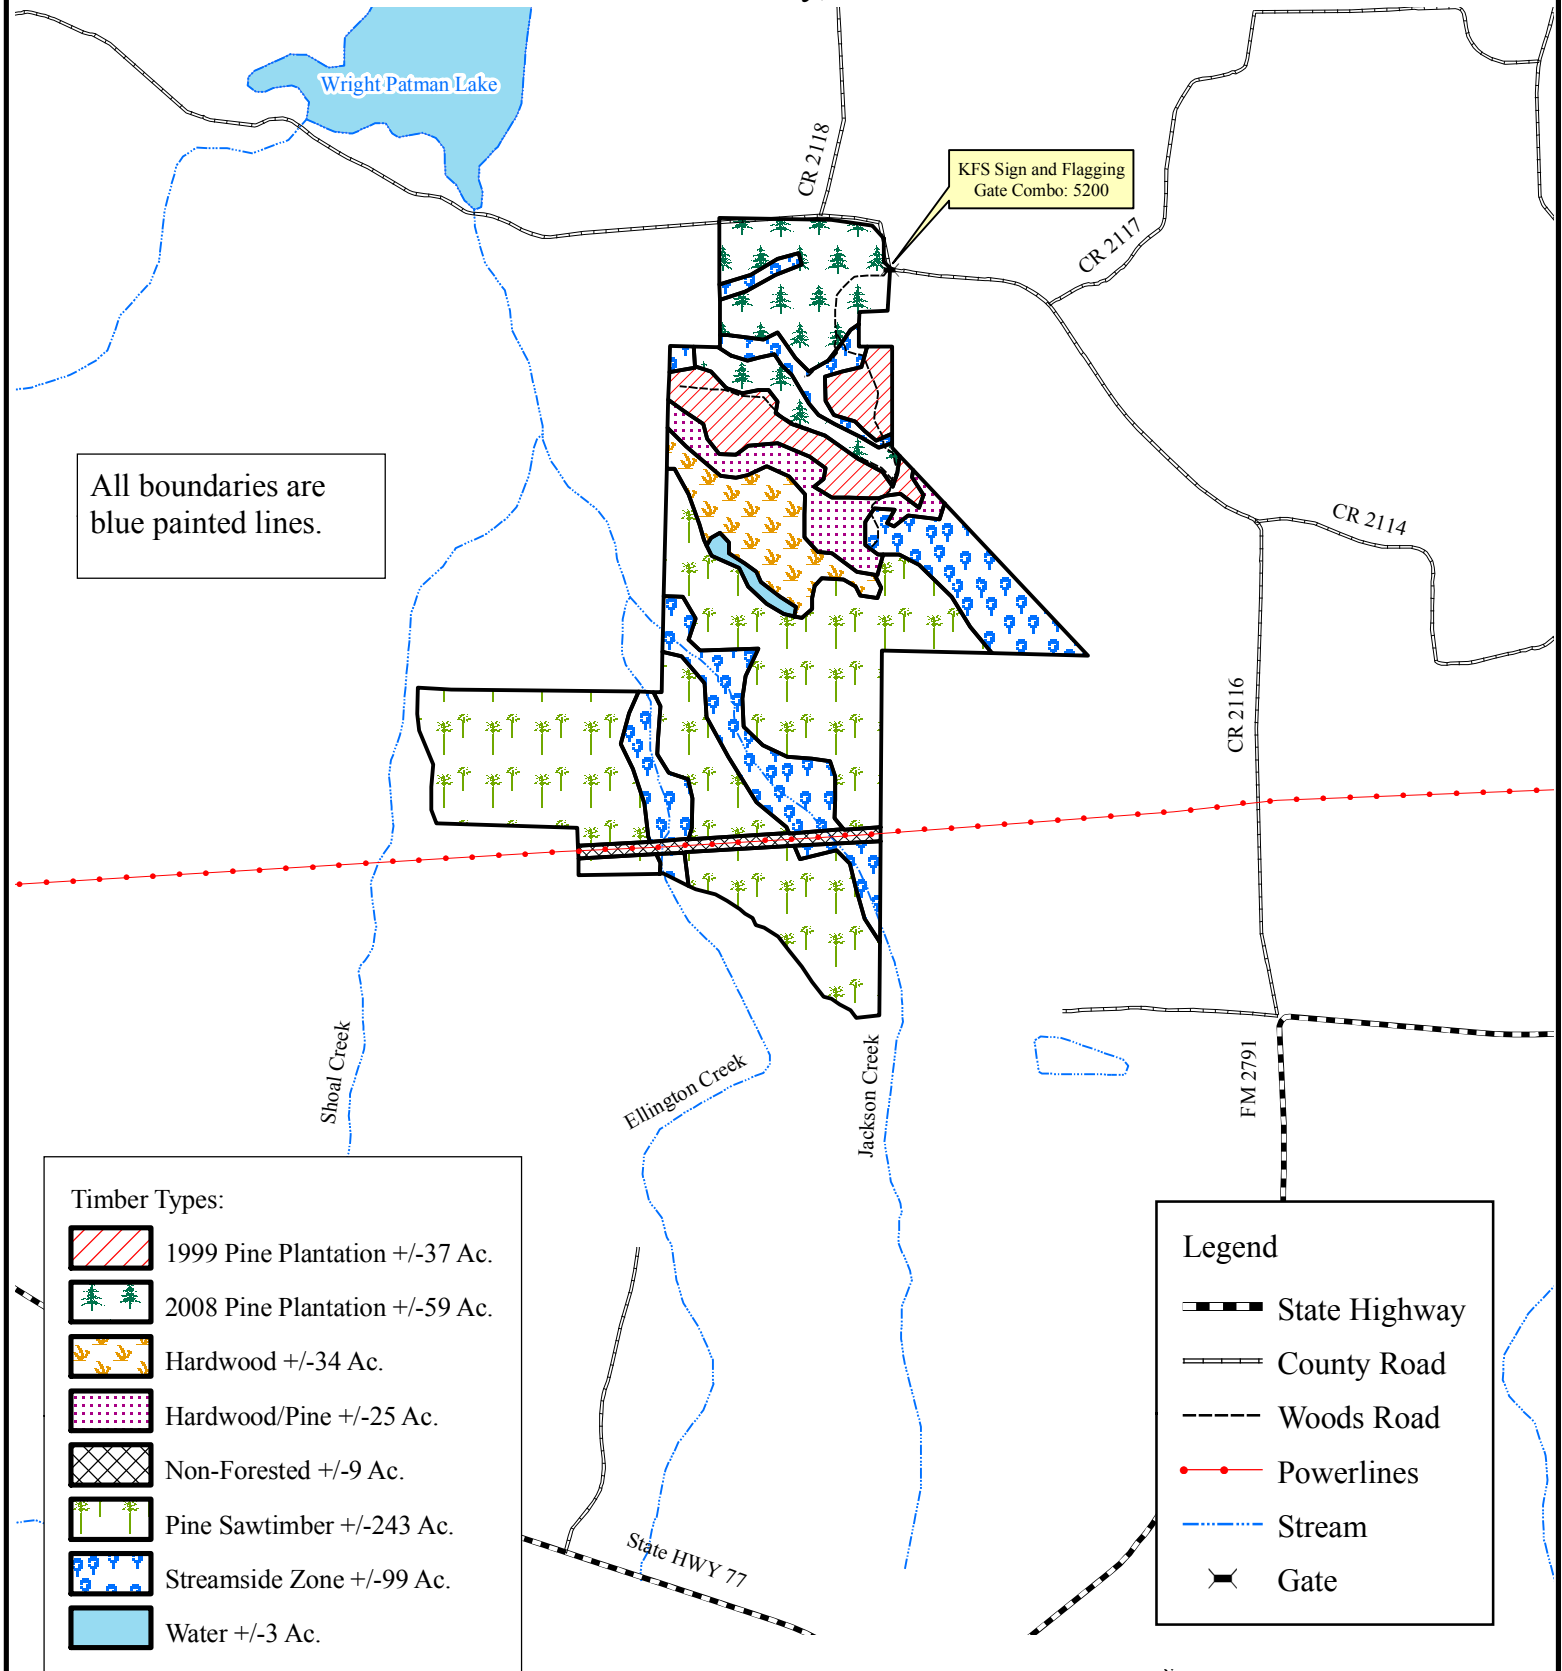 Wright Patman Lake
CR 2118
KFS Sign and Flagging
Gate Combo: 5200
CR 2117
All boundaries are
blue painted lines.
CR 2114
CR 2116
Shoal Creek
Ellington Creek
Jackson Creek
FM 2791
State HWY 77
Timber Types:
1999 Pine Plantation +/-37 Ac.
2008 Pine Plantation +/-59 Ac.
Hardwood +/-34 Ac.
Hardwood/Pine +/-25 Ac.
Non-Forested +/-9 Ac.
Pine Sawtimber +/-243 Ac.
Streamside Zone +/-99 Ac.
Water +/-3 Ac.
Legend
State Highway
County Road
Woods Road
Powerlines
Stream
Gate